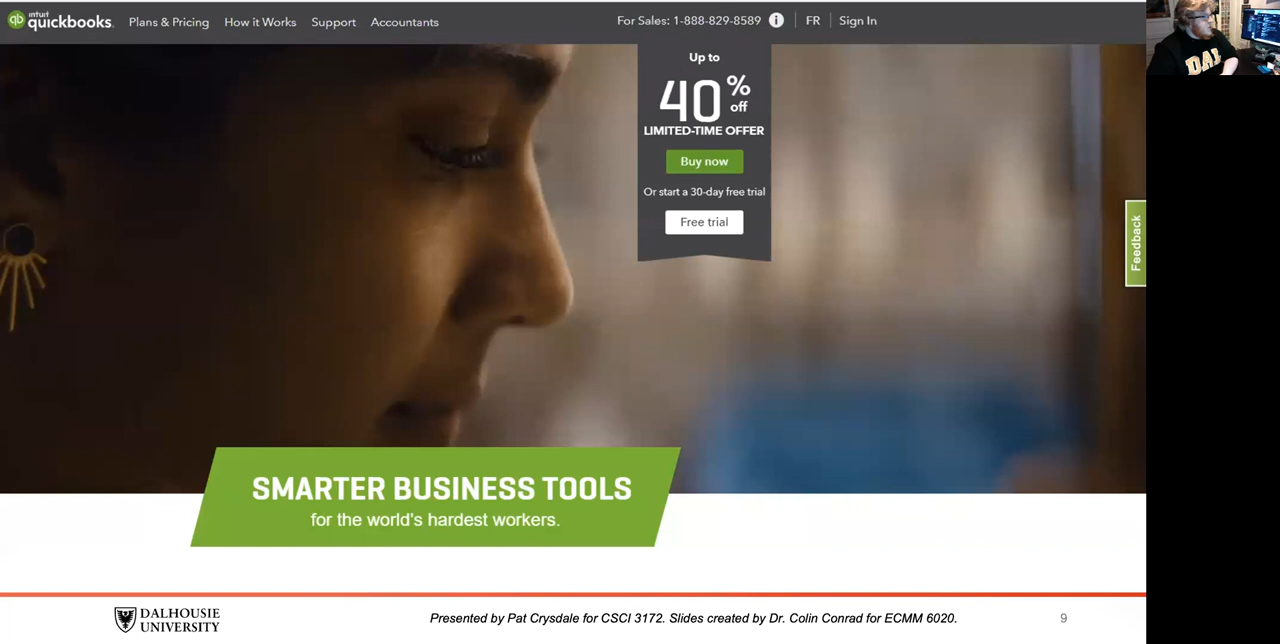 intuit
qb quickbooks.
Plans & Pricing
How it Works
Support
Accountants
For Sales: 1-888-829-8589
i
FR
Sign In
Up to
40% off
LIMITED-TIME OFFER
Buy now
Or start a 30-day free trial
Free trial
Feedback
DAL
SMARTER BUSINESS TOOLS
for the world's hardest workers.
DALHOUSIE
UNIVERSITY
Presented by Pat Crysdale for CSCI 3172. Slides created by Dr. Colin Conrad for ECMM 6020.
9